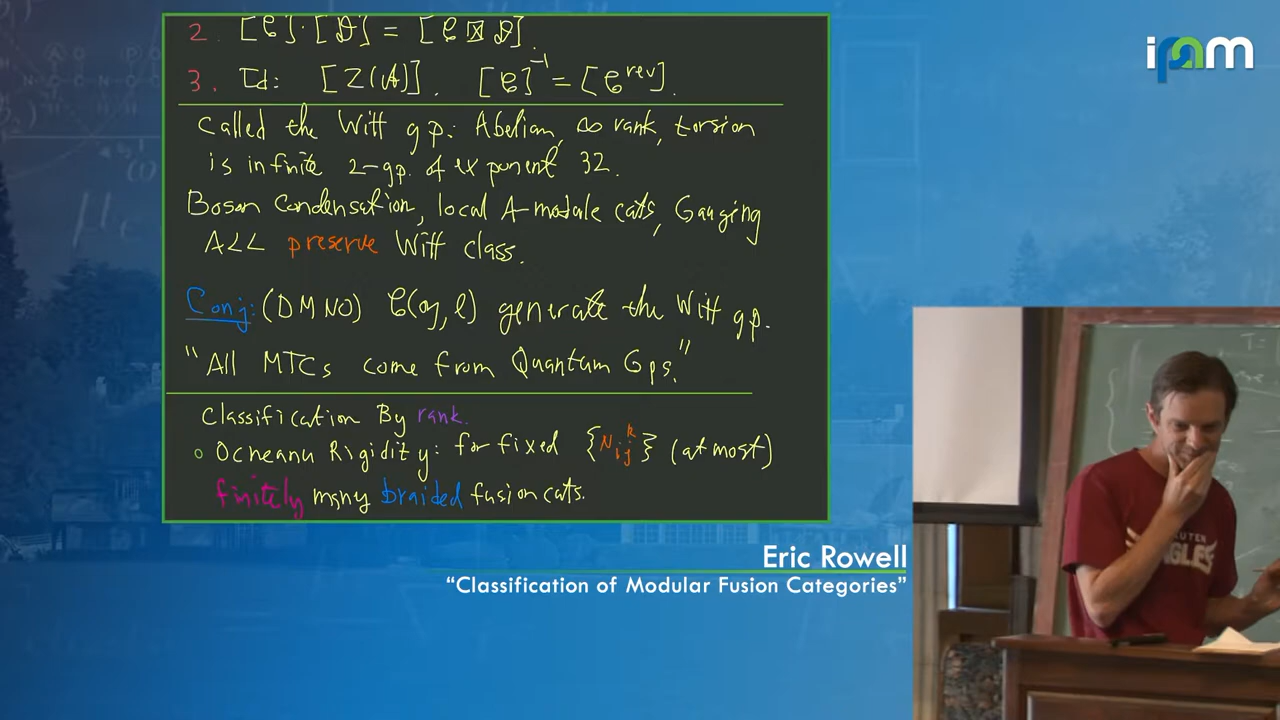 2. [C]·[D] = [C ⊠ D].
3. Id: [Z(A)]. [C]⁻¹ = [C^rev].
Called the Witt gp.: Abelian, ∞ rank, torsion
is infinite 2-gp. of exponent 32.
Boson Condensation, local A-module cats, Gauging
ALL preserve Witt class.
Conj: (DMNO) C(g, l) generate the Witt gp.
"All MTCs come from Quantum Gps."
Classification By rank.
Ocneanu Rigidity: for fixed {N_ij^k} (at most)
finitely many braided fusion cats.
ipam
Eric Rowell
"Classification of Modular Fusion Categories"